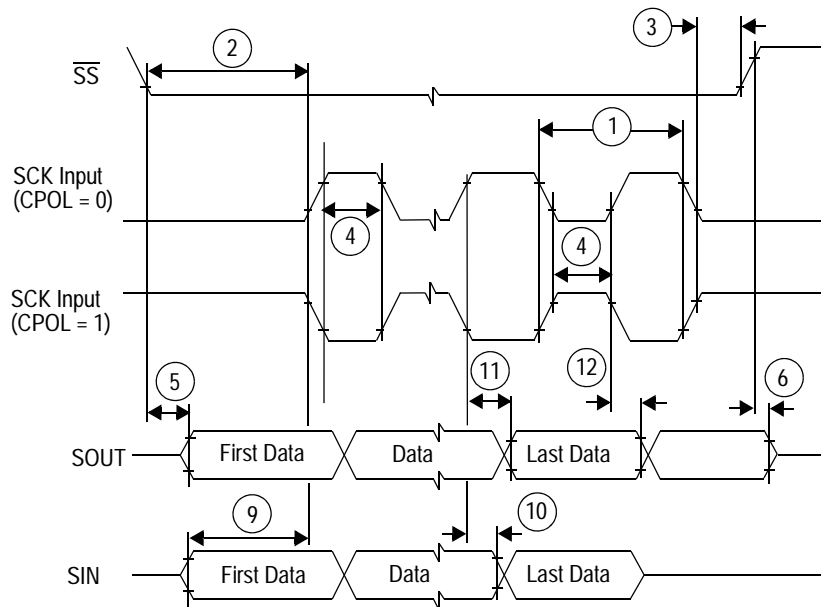 3
2
SS
1
SCK Input
(CPOL = 0)
4
4
SCK Input
(CPOL = 1)
5
11
12
6
SOUT
First Data
Data
Last Data
9
10
SIN
First Data
Data
Last Data